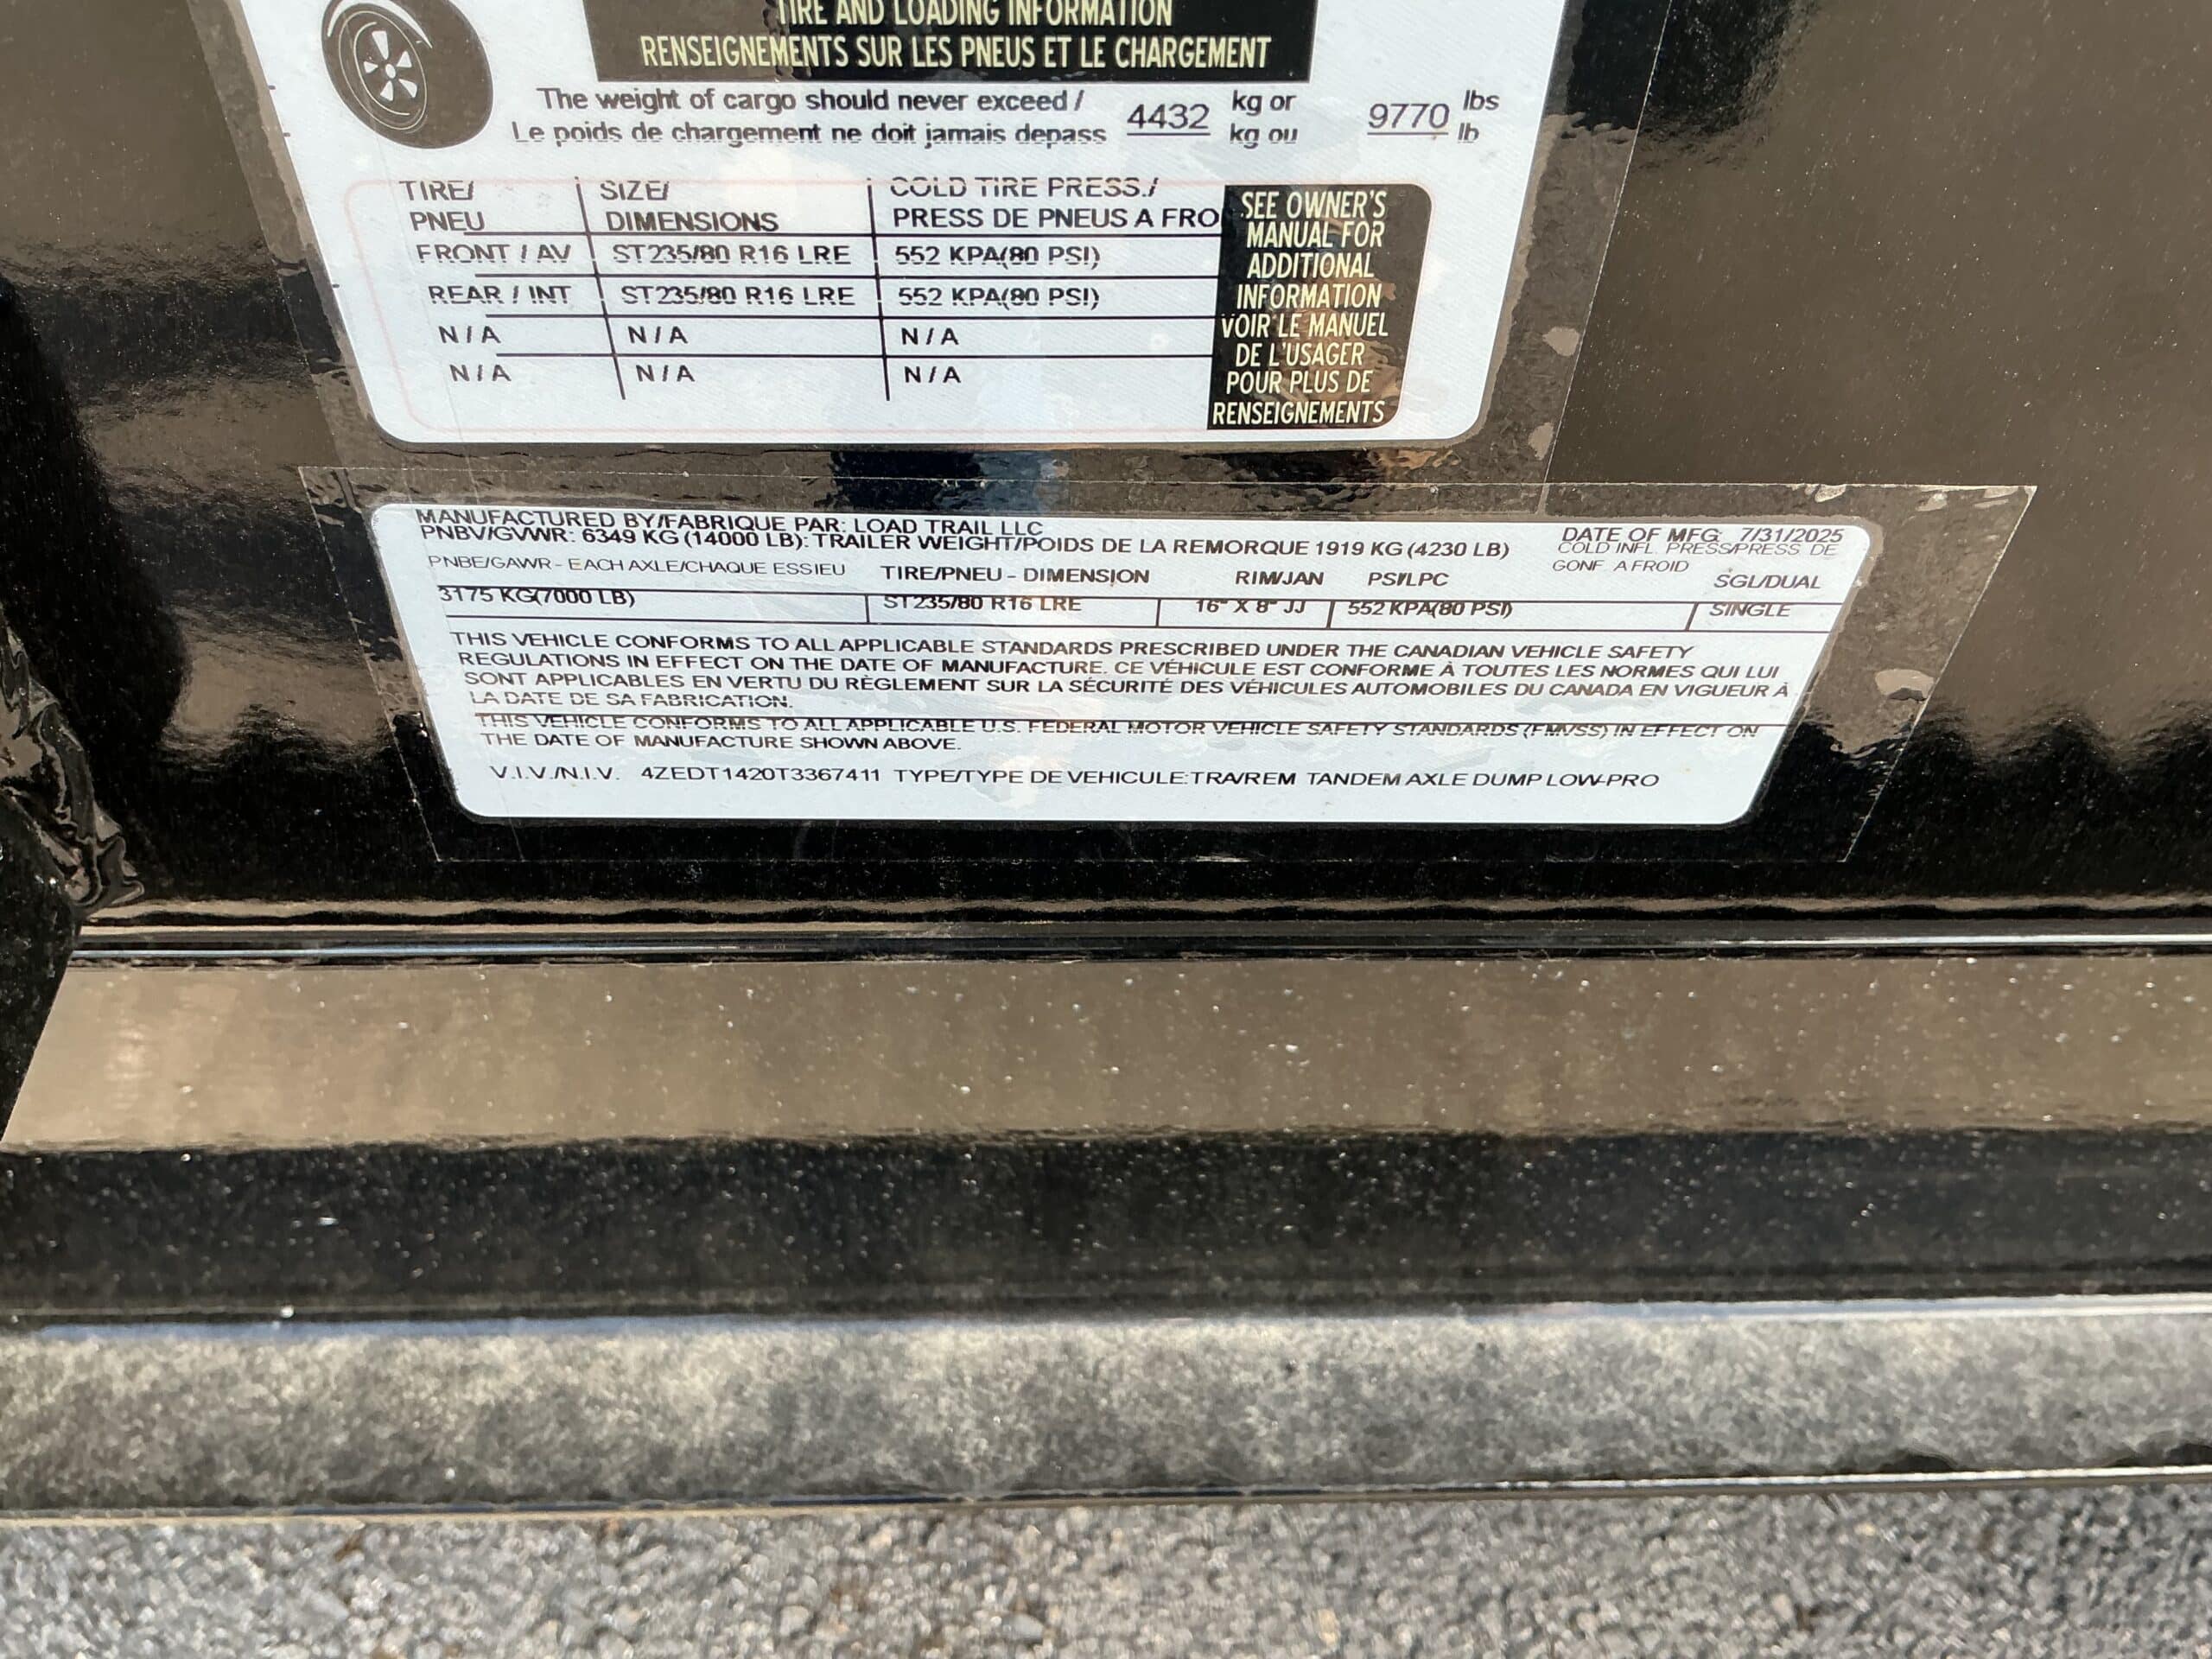 TIRE AND LOADING INFORMATION
RENSEIGNEMENTS SUR LES PNEUS ET LE CHARGEMENT
The weight of cargo should never exceed / 4432 kg or 9770 lbs
Le poids de chargement ne doit jamais depass kg ou lb
TIRE/ SIZE/ COLD TIRE PRESS./
PNEU DIMENSIONS PRESS DE PNEUS A FRO
FRONT / AV ST235/80 R16 LRE 552 KPA(80 PSI)
REAR / INT ST235/80 R16 LRE 552 KPA(80 PSI)
N / A N / A N / A
N / A N / A N / A
SEE OWNER'S
MANUAL FOR
ADDITIONAL
INFORMATION
VOIR LE MANUEL
DE L'USAGER
POUR PLUS DE
RENSEIGNEMENTS
MANUFACTURED BY/FABRIQUE PAR: LOAD TRAIL LLC DATE OF MFG: 7/31/2025
PNBV/GVWR: 6349 KG (14000 LB): TRAILER WEIGHT/POIDS DE LA REMORQUE 1919 KG (4230 LB) COLD INFL. PRESS/PRESS DE
PNBE/GAWR - EACH AXLE/CHAQUE ESSIEU TIRE/PNEU - DIMENSION RIM/JAN PSI/LPC GONF. A FROID SGL/DUAL
3175 KG(7000 LB) ST235/80 R16 LRE 16" X 8" JJ 552 KPA(80 PSI) SINGLE
THIS VEHICLE CONFORMS TO ALL APPLICABLE STANDARDS PRESCRIBED UNDER THE CANADIAN VEHICLE SAFETY
REGULATIONS IN EFFECT ON THE DATE OF MANUFACTURE. CE VÉHICULE EST CONFORME À TOUTES LES NORMES QUI LUI
SONT APPLICABLES EN VERTU DU RÈGLEMENT SUR LA SÉCURITÉ DES VÉHICULES AUTOMOBILES DU CANADA EN VIGUEUR À
LA DATE DE SA FABRICATION.
THIS VEHICLE CONFORMS TO ALL APPLICABLE U.S. FEDERAL MOTOR VEHICLE SAFETY STANDARDS (FMVSS) IN EFFECT ON
THE DATE OF MANUFACTURE SHOWN ABOVE.
V.I.V./N.I.V. 4ZEDT1420T3367411 TYPE/TYPE DE VEHICULE:TRA/REM TANDEM AXLE DUMP LOW-PRO